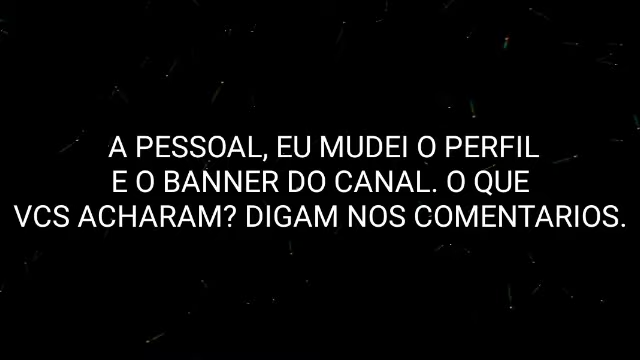 A PESSOAL, EU MUDEI O PERFIL
E O BANNER DO CANAL. O QUE
VCS ACHARAM? DIGAM NOS COMENTARIOS.